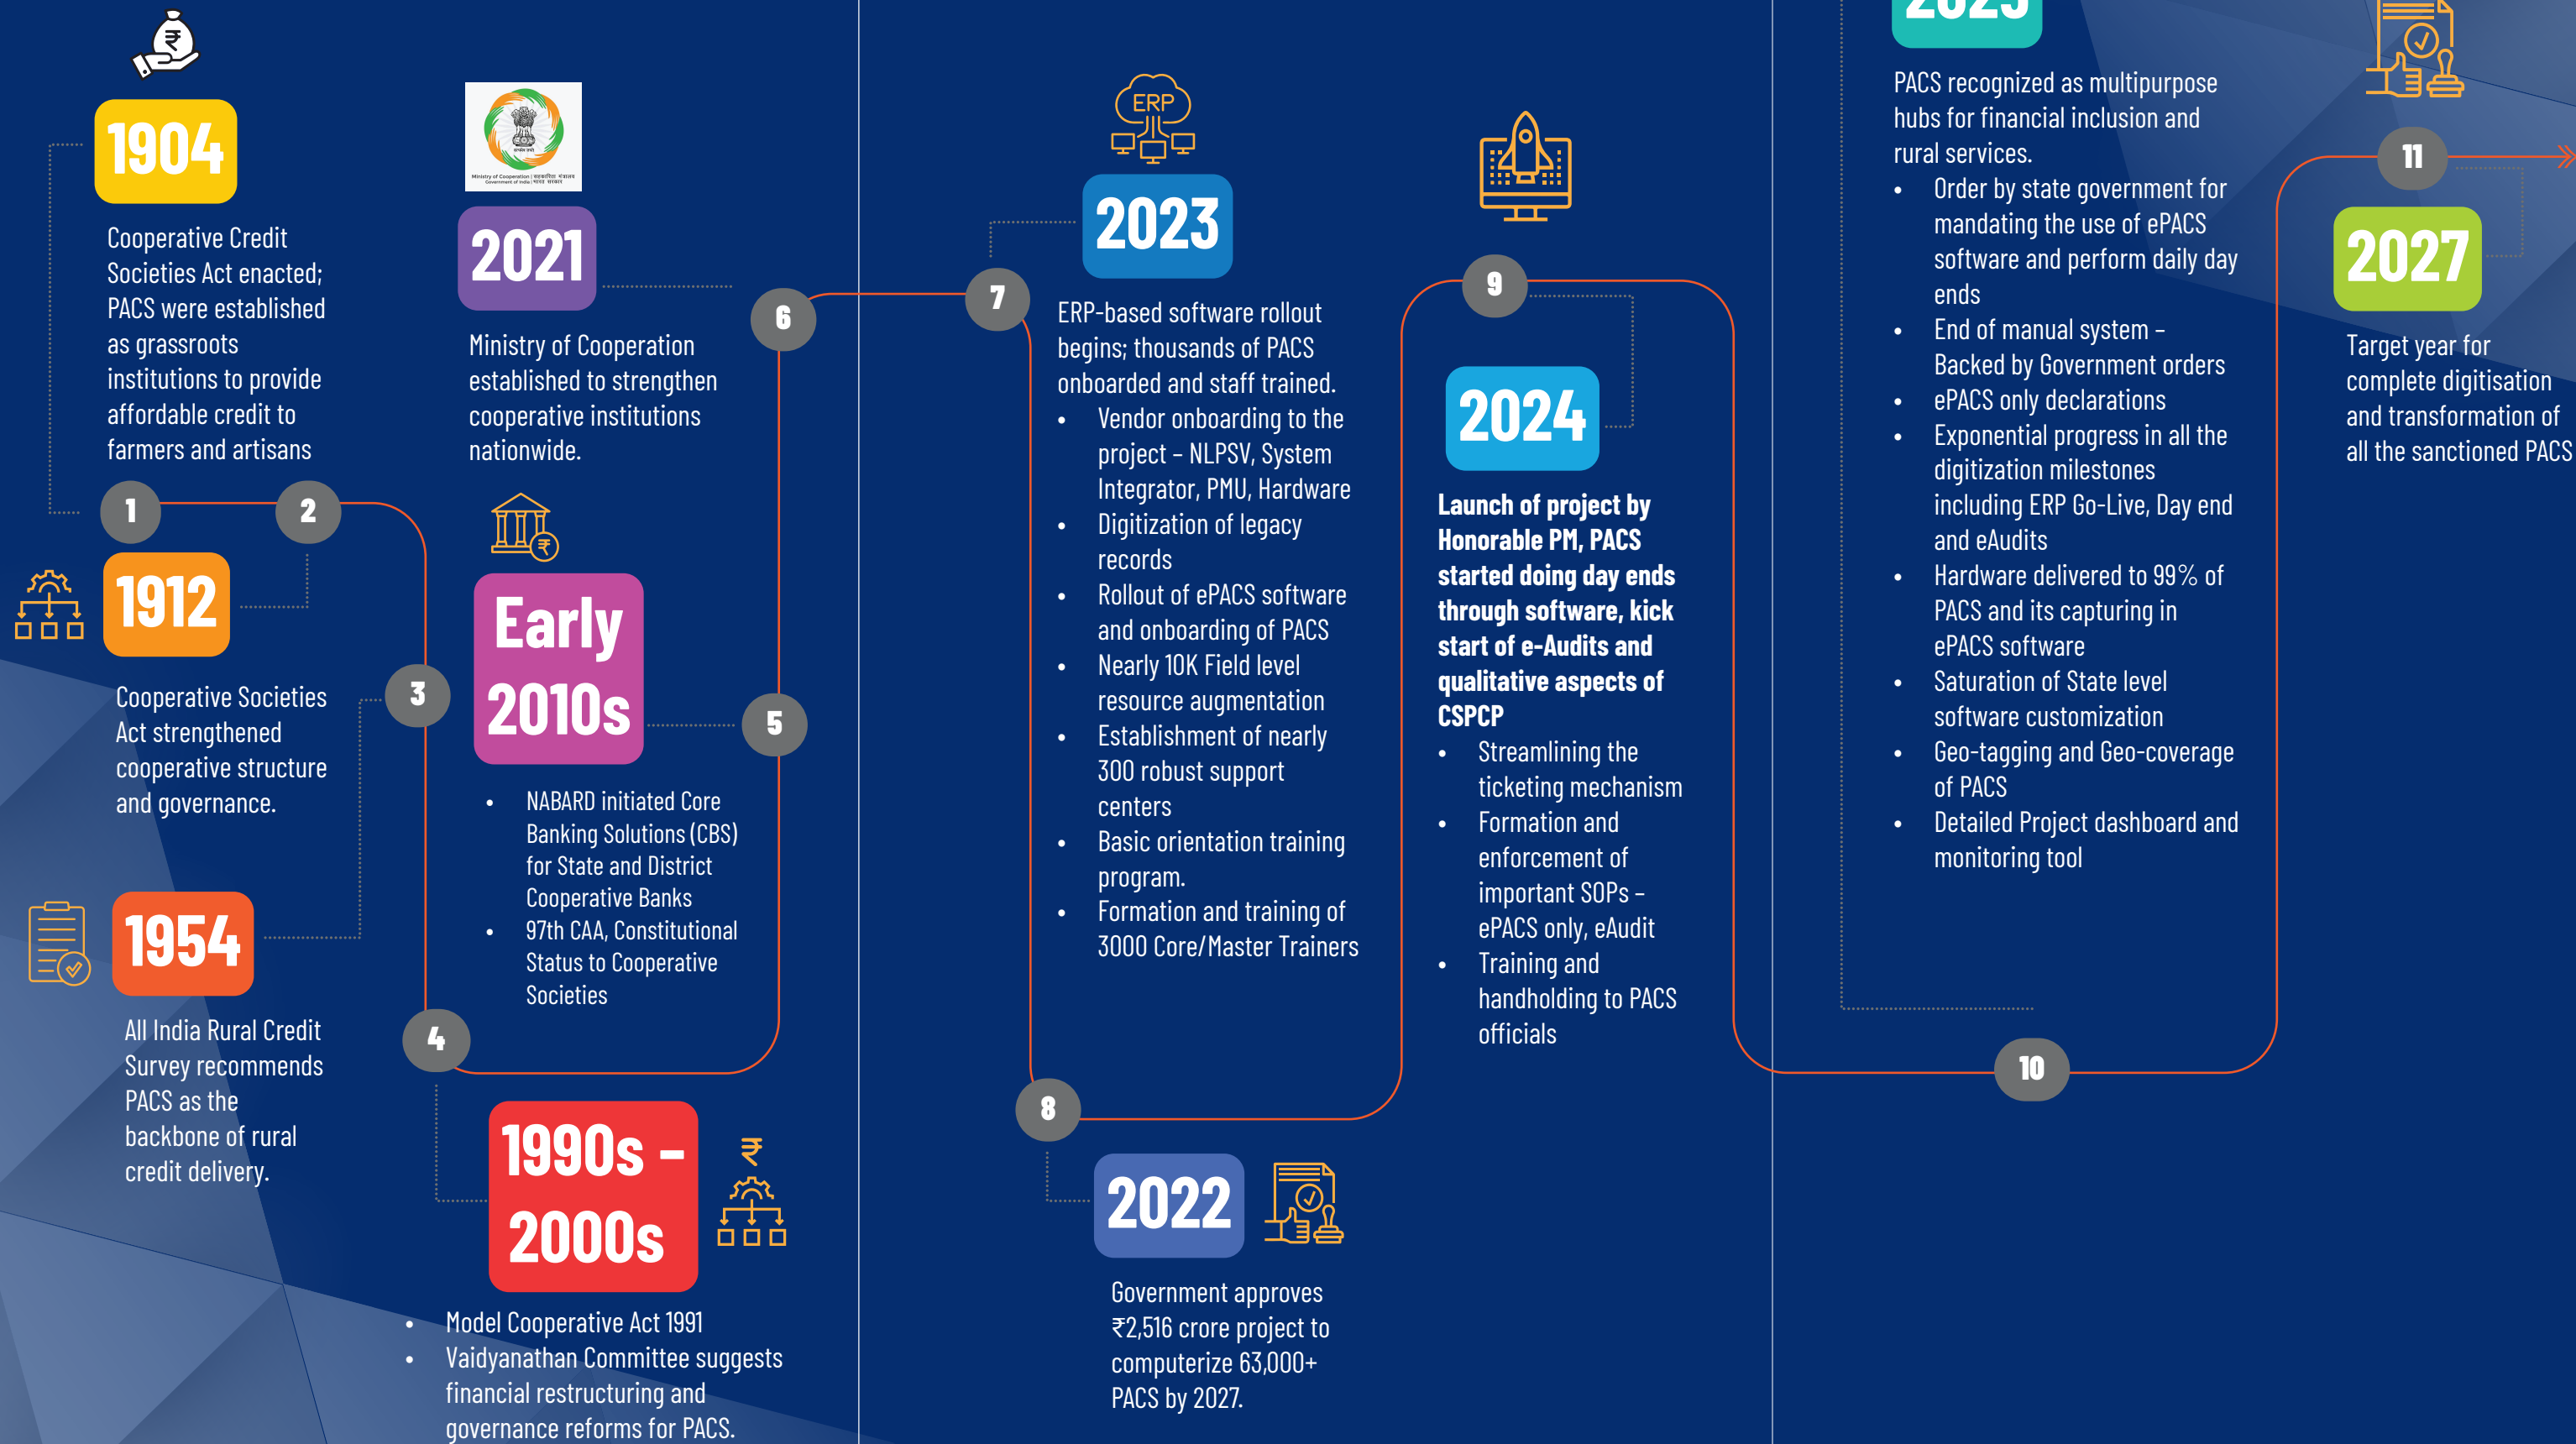 1904
Cooperative Credit
Societies Act enacted;
PACS were established
as grassroots
institutions to provide
affordable credit to
farmers and artisans
1
2
1912
Cooperative Societies
Act strengthened
cooperative structure
and governance.
3
1954
All India Rural Credit
Survey recommends
PACS as the
backbone of rural
credit delivery.
4
₹
1990s –
2000s
• Model Cooperative Act 1991
• Vaidyanathan Committee suggests
financial restructuring and
governance reforms for PACS.
Early
2010s
5
• NABARD initiated Core
Banking Solutions (CBS)
for State and District
Cooperative Banks
• 97th CAA, Constitutional
Status to Cooperative
Societies
Ministry of Cooperation | सहकारिता मंत्रालय
Government of India | भारत सरकार
2021
6
Ministry of Cooperation
established to strengthen
cooperative institutions
nationwide.
ERP
2023
7
ERP-based software rollout
begins; thousands of PACS
onboarded and staff trained.
• Vendor onboarding to the
project – NLPSV, System
Integrator, PMU, Hardware
• Digitization of legacy
records
• Rollout of ePACS software
and onboarding of PACS
• Nearly 10K Field level
resource augmentation
• Establishment of nearly
300 robust support
centers
• Basic orientation training
program.
• Formation and training of
3000 Core/Master Trainers
8
2022
Government approves
₹2,516 crore project to
computerize 63,000+
PACS by 2027.
9
2024
Launch of project by
Honorable PM, PACS
started doing day ends
through software, kick
start of e-Audits and
qualitative aspects of
CSPCP
• Streamlining the
ticketing mechanism
• Formation and
enforcement of
important SOPs –
ePACS only, eAudit
• Training and
handholding to PACS
officials
2025
PACS recognized as multipurpose
hubs for financial inclusion and
rural services.
• Order by state government for
mandating the use of ePACS
software and perform daily day
ends
• End of manual system –
Backed by Government orders
• ePACS only declarations
• Exponential progress in all the
digitization milestones
including ERP Go-Live, Day end
and eAudits
• Hardware delivered to 99% of
PACS and its capturing in
ePACS software
• Saturation of State level
software customization
• Geo-tagging and Geo-coverage
of PACS
• Detailed Project dashboard and
monitoring tool
10
11
2027
Target year for
complete digitisation
and transformation of
all the sanctioned PACS